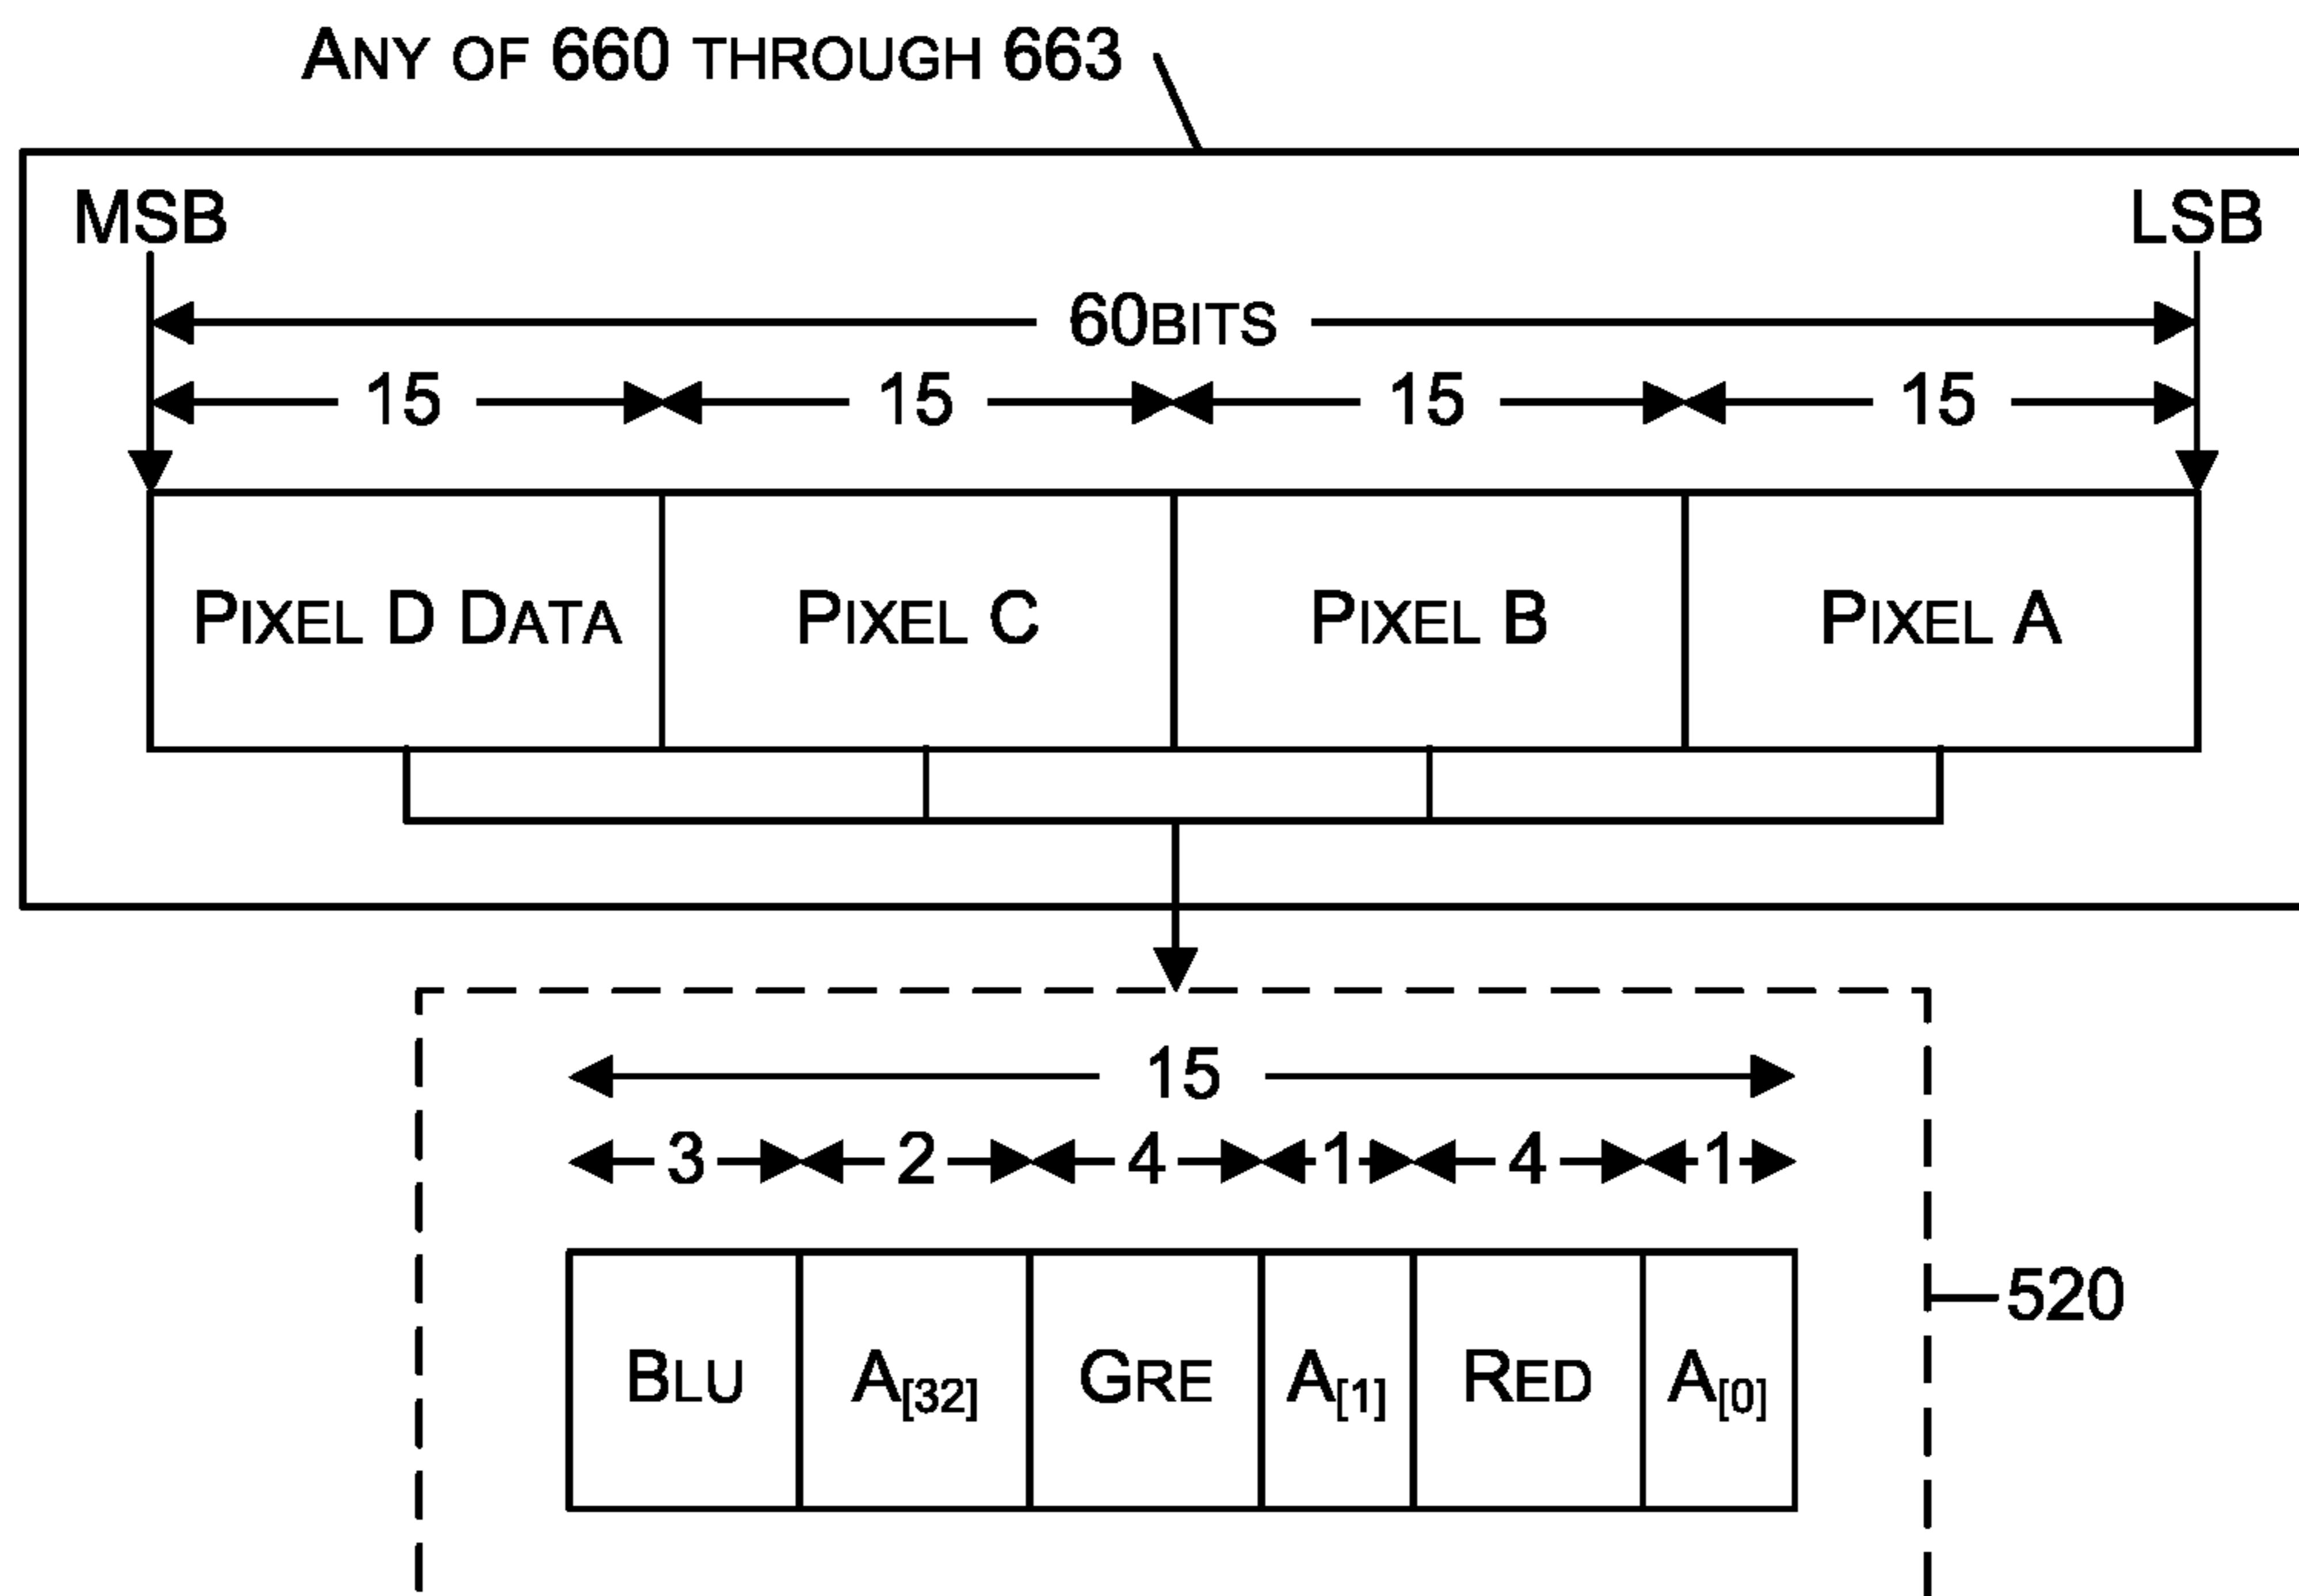 ANY OF 660 THROUGH 663
MSB LSB
60BITS
15 15 15 15
PIXEL D DATA PIXEL C PIXEL B PIXEL A
15
3 2 4 1 4 1
BLU A[32] GRE A[1] RED A[0]
520